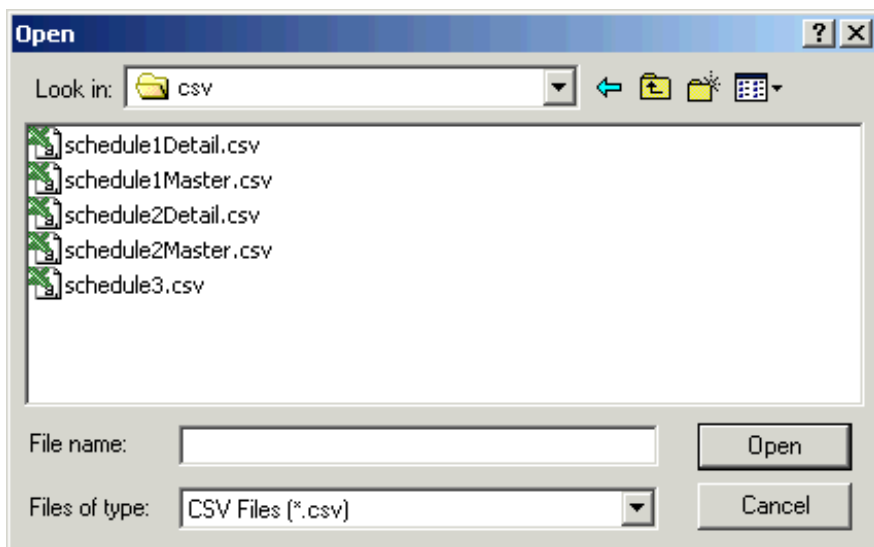 Open
Look in: csv
schedule1Detail.csv
schedule1Master.csv
schedule2Detail.csv
schedule2Master.csv
schedule3.csv
File name: Open
Files of type: CSV Files (*.csv) Cancel